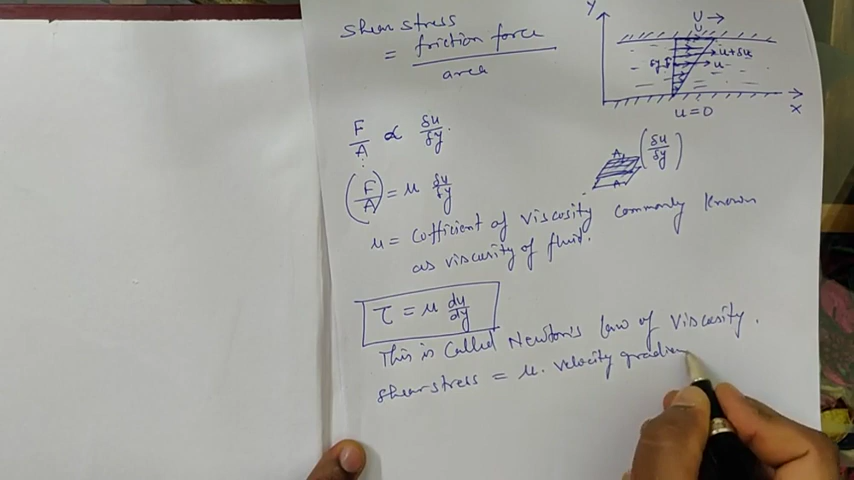 shear stress
= friction force / area
F/A ∝ δu/δy
(F/A) = μ δu/δy
μ = Cofficient of viscosity commonly known
as viscosity of fluid.
τ = μ du/dy
This is Called Newton's law of Viscosity.
shear stress = μ. velocity gradien
Y
U →
u
u+δu
δy
u
X
u=0
A
(δu/δy)
A